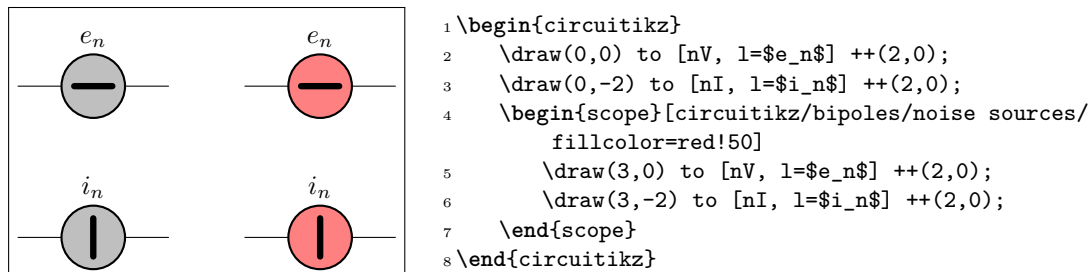 e_n e_n
i_n i_n
1 \begin{circuitikz}
2 \draw(0,0) to [nV, l=$e_n$] ++(2,0);
3 \draw(0,-2) to [nI, l=$i_n$] ++(2,0);
4 \begin{scope}[circuitikz/bipoles/noise sources/
fillcolor=red!50]
5 \draw(3,0) to [nV, l=$e_n$] ++(2,0);
6 \draw(3,-2) to [nI, l=$i_n$] ++(2,0);
7 \end{scope}
8 \end{circuitikz}